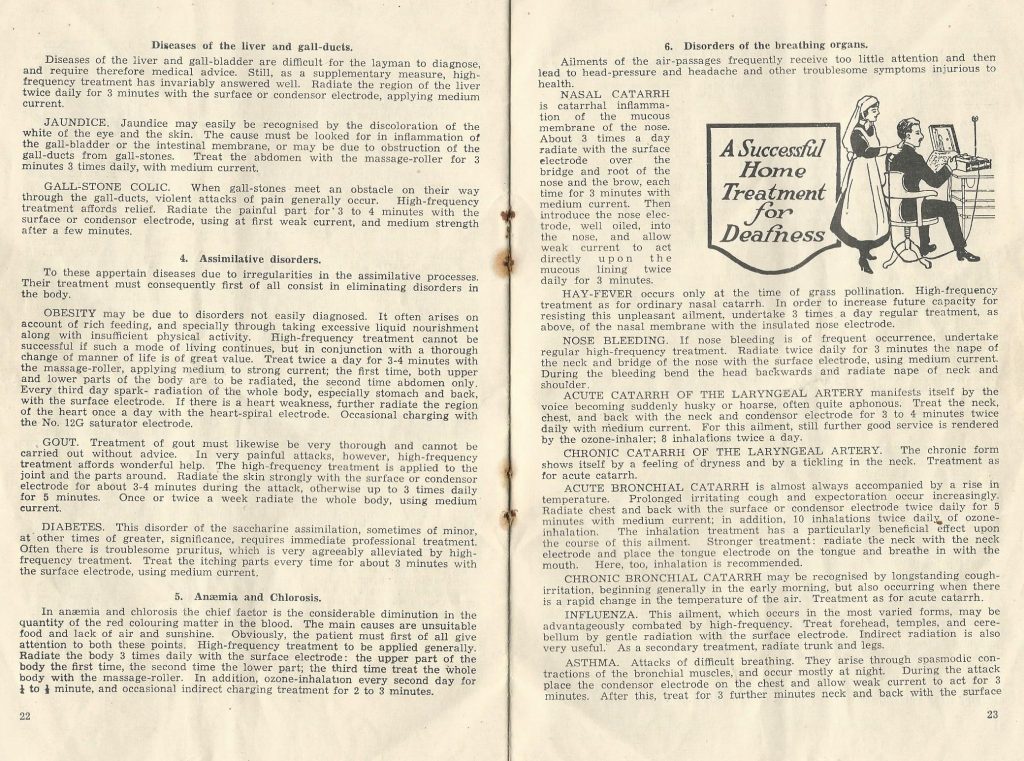 Diseases of the liver and gall-ducts.
Diseases of the liver and gall-bladder are difficult for the layman to diagnose,
and require therefore medical advice. Still, as a supplementary measure, high-
frequency treatment has invariably answered well. Radiate the region of the liver
twice daily for 3 minutes with the surface or condensor electrode, applying medium
current.
JAUNDICE. Jaundice may easily be recognised by the discoloration of the
white of the eye and the skin. The cause must be looked for in inflammation of
the gall-bladder or the intestinal membrane, or may be due to obstruction of the
gall-ducts from gall-stones. Treat the abdomen with the massage-roller for 3
minutes 3 times daily, with medium current.
GALL-STONE COLIC. When gall-stones meet an obstacle on their way
through the gall-ducts, violent attacks of pain generally occur. High-frequency
treatment affords relief. Radiate the painful part for 3 to 4 minutes with the
surface or condensor electrode, using at first weak current, and medium strength
after a few minutes.
4. Assimilative disorders.
To these appertain diseases due to irregularities in the assimilative processes.
Their treatment must consequently first of all consist in eliminating disorders in
the body.
OBESITY may be due to disorders not easily diagnosed. It often arises on
account of rich feeding, and specially through taking excessive liquid nourishment
along with insufficient physical activity. High-frequency treatment cannot be
successful if such a mode of living continues, but in conjunction with a thorough
change of manner of life is of great value. Treat twice a day for 3-4 minutes with
the massage-roller, applying medium to strong current; the first time, both upper
and lower parts of the body are to be radiated, the second time abdomen only.
Every third day spark- radiation of the whole body, especially stomach and back,
with the surface electrode. If there is a heart weakness, further radiate the region
of the heart once a day with the heart-spiral electrode. Occasional charging with
the No. 12G saturator electrode.
GOUT. Treatment of gout must likewise be very thorough and cannot be
carried out without advice. In very painful attacks, however, high-frequency
treatment affords wonderful help. The high-frequency treatment is applied to the
joint and the parts around. Radiate the skin strongly with the surface or condensor
electrode for about 3-4 minutes during the attack, otherwise up to 3 times daily
for 5 minutes. Once or twice a week radiate the whole body, using medium
current.
DIABETES. This disorder of the saccharine assimilation, sometimes of minor,
at other times of greater, significance, requires immediate professional treatment.
Often there is troublesome pruritus, which is very agreeably alleviated by high-
frequency treatment. Treat the itching parts every time for about 3 minutes with
the surface electrode, using medium current.
5. Anæmia and Chlorosis.
In anæmia and chlorosis the chief factor is the considerable diminution in the
quantity of the red colouring matter in the blood. The main causes are unsuitable
food and lack of air and sunshine. Obviously, the patient must first of all give
attention to both these points. High-frequency treatment to be applied generally.
Radiate the body 3 times daily with the surface electrode: the upper part of the
body the first time, the second time the lower part; the third time treat the whole
body with the massage-roller. In addition, ozone-inhalation every second day for
to minute, and occasional indirect charging treatment for 2 to 3 minutes.
22
6. Disorders of the breathing organs.
Ailments of the air-passages frequently receive too little attention and then
lead to head-pressure and headache and other troublesome symptoms injurious to
health.
NASAL CATARRH
is catarrhal inflamma-
tion of the mucous
membrane of the nose.
About 3 times a day
radiate with the surface
electrode over the
bridge and root of the
nose and the brow, each
time for 3 minutes with
medium current. Then
introduce the nose elec-
trode, well oiled, into
the nose, and allow
weak current to act
directly upon the
mucous lining twice
daily for 3 minutes.
A Successful
Home
Treatment
for
Deafness
HAY-FEVER occurs only at the time of grass pollination. High-frequency
treatment as for ordinary nasal catarrh. In order to increase future capacity for
resisting this unpleasant ailment, undertake 3 times a day regular treatment, as
above, of the nasal membrane with the insulated nose electrode.
NOSE BLEEDING. If nose bleeding is of frequent occurrence, undertake
regular high-frequency treatment. Radiate twice daily for 3 minutes the nape of
the neck and bridge of the nose with the surface electrode, using medium current.
During the bleeding bend the head backwards and radiate nape of neck and
shoulder.
ACUTE CATARRH OF THE LARYNGEAL ARTERY manifests itself by the
voice becoming suddenly husky or hoarse, often quite aphonous. Treat the neck,
chest, and back with the neck and condensor electrode for 3 to 4 minutes twice
daily with medium current. For this ailment, still further good service is rendered
by the ozone-inhaler; 8 inhalations twice a day.
CHRONIC CATARRH OF THE LARYNGEAL ARTERY. The chronic form
shows itself by a feeling of dryness and by a tickling in the neck. Treatment as
for acute catarrh.
ACUTE BRONCHIAL CATARRH is almost always accompanied by a rise in
temperature. Prolonged irritating cough and expectoration occur increasingly.
Radiate chest and back with the surface or condensor electrode twice daily for 5
minutes with medium current; in addition, 10 inhalations twice daily of ozone-
inhalation. The inhalation treatment has a particularly beneficial effect upon
the course of this ailment. Stronger treatment: radiate the neck with the neck
electrode and place the tongue electrode on the tongue and breathe in with the
mouth. Here, too, inhalation is recommended.
CHRONIC BRONCHIAL CATARRH may be recognised by longstanding cough-
irritation, beginning generally in the early morning, but also occurring when there
is a rapid change in the temperature of the air. Treatment as for acute catarrh.
INFLUENZA. This ailment, which occurs in the most varied forms, may be
advantageously combated by high-frequency. Treat forehead, temples, and cere-
bellum by gentle radiation with the surface electrode. Indirect radiation is also
very useful. As a secondary treatment, radiate trunk and legs.
ASTHMA. Attacks of difficult breathing. They arise through spasmodic con-
tractions of the bronchial muscles, and occur mostly at night. During the attack
place the condensor electrode on the chest and allow weak current to act for 3
minutes. After this, treat for 3 further minutes neck and back with the surface
23